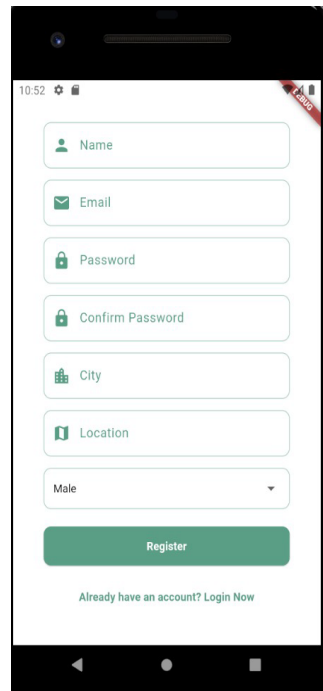 10:52
DEBUG
Name
Email
Password
Confirm Password
City
Location
Male
Register
Already have an account? Login Now